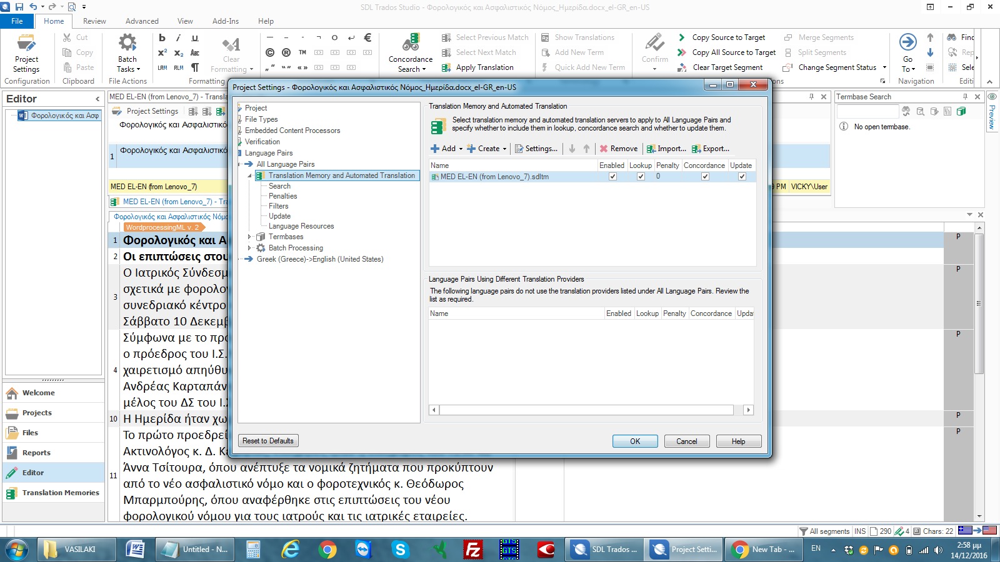 SDL Trados Studio - Φορολογικός και Ασφαλιστικός Νόμος_Ημερίδα.docx_el-GR_en-US
File Home Review Advanced View Add-Ins Help
Project Settings
Configuration
Cut
Copy
Paste
Clipboard
Batch Tasks
File Actions
b i U
x² x₂ Abc
LRM RLM ¶
Clear Formatting
Formatting
© ® TM
€
Concordance Search
Select Previous Match
Select Next Match
Apply Translation
Show Translations
Add New Term
Quick Add New Term
Confirm
Copy Source to Target
Copy All Source to Target
Clear Target Segment
Merge Segments
Split Segments
Change Segment Status
Go To
Navigation
Editor
Φορολογικός και Ασφ
MED EL-EN (from Lenovo_7) - Transla
Project Settings
Φορολογικός και Ασφαλιστικό
1 Φορολογικός και Ασφαλιστικό
MED EL-EN (from Lenovo_7)
PM VICKY\User
MED EL-EN (from Lenovo_7) - Tra
Termbase Search
No open termbase.
Preview
Φορολογικός και Ασφαλιστικός Νόμο
WordprocessingML v. 2
1 Φορολογικός και Α P
2 Οι επιπτώσεις στου
Ο Ιατρικός Σύνδεσμ P
σχετικά με φορολο
3 συνεδριακό κέντρο
Σάββατο 10 Δεκεμβ
Σύμφωνα με το προ P
ο πρόεδρος του Ι.Σ.
4 χαιρετισμό απηύθυ
Ανδρέας Καρταπάν
μέλος του ΔΣ του Ι.Σ
10 Η Ημερίδα ήταν χω P
Το πρώτο προεδρεί P
Ακτινολόγος κ. Δ. Κ
Άννα Τσίτουρα, όπου ανέπτυξε τα νομικά ζητήματα που προκύπτουν
11 από το νέο ασφαλιστικό νόμο και ο φοροτεχνικός κ. Θεόδωρος
Μπαρμπούρης, όπου αναφέρθηκε στις επιπτώσεις του νέου
φορολογικού νόμου για τους ιατρούς και τις ιατρικές εταιρείες.
Welcome
Projects
Files
Reports
Editor
Translation Memories
Project Settings - Φορολογικός και Ασφαλιστικός Νόμος_Ημερίδα.docx_el-GR_en-US
Project
File Types
Embedded Content Processors
Verification
Language Pairs
All Language Pairs
Translation Memory and Automated Translation
Search
Penalties
Filters
Update
Language Resources
Termbases
Batch Processing
Greek (Greece)->English (United States)
Translation Memory and Automated Translation
Select translation memory and automated translation servers to apply to All Language Pairs and
specify whether to include them in lookup, concordance search and whether to update them.
Add Create Settings... Remove Import... Export...
Name Enabled Lookup Penalty Concordance Update
MED EL-EN (from Lenovo_7).sdltm 0
Language Pairs Using Different Translation Providers
The following language pairs do not use the translation providers listed under All Language Pairs. Review the
list as required.
Name Enabled Lookup Penalty Concordance Updat
Reset to Defaults OK Cancel Help
All segments INS 290 4 Chars: 22
VASILAKI Untitled - N... GTS SDL Trados ... Project Setti... New Tab - ... EN 2:58 μμ
14/12/2016